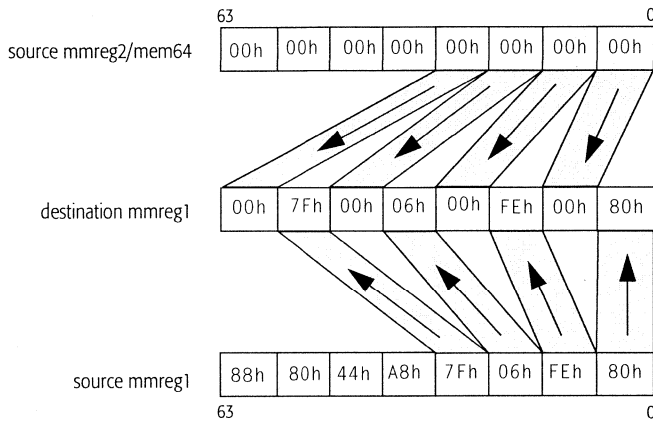 63 0
source mmreg2/mem64 00h 00h 00h 00h 00h 00h 00h 00h
destination mmreg1 00h 7Fh 00h 06h 00h FEh 00h 80h
source mmreg1 88h 80h 44h A8h 7Fh 06h FEh 80h
63 0